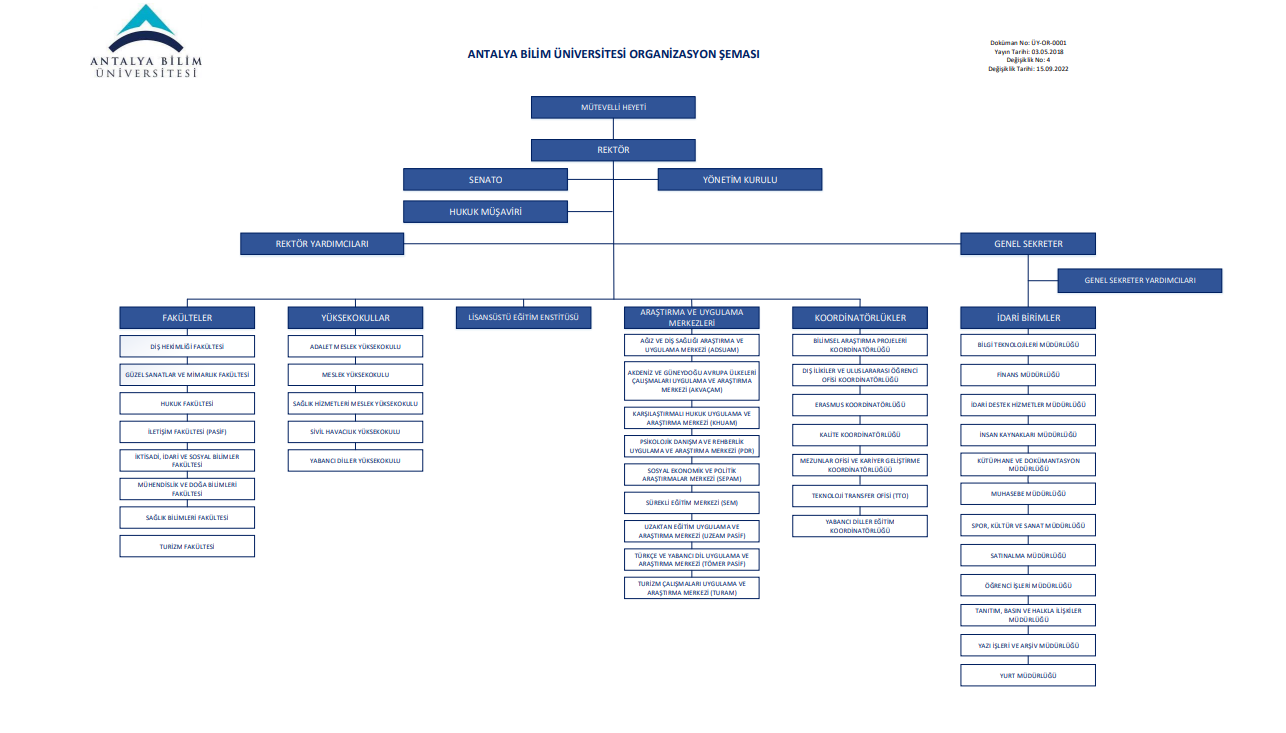 ANTALYA BİLİM
ÜNİVERSİTESİ
ANTALYA BİLİM ÜNİVERSİTESİ ORGANİZASYON ŞEMASI
Doküman No: ÜY-OR-0001
Yayın Tarihi: 03.05.2018
Değişiklik No: 4
Değişiklik Tarihi: 15.09.2022
MÜTEVELLİ HEYETİ
REKTÖR
SENATO
YÖNETİM KURULU
HUKUK MÜŞAVİRİ
REKTÖR YARDIMCILARI
GENEL SEKRETER
GENEL SEKRETER YARDIMCILARI
FAKÜLTELER
DİŞ HEKİMLİĞİ FAKÜLTESİ
GÜZEL SANATLAR VE MİMARLIK FAKÜLTESİ
HUKUK FAKÜLTESİ
İLETİŞİM FAKÜLTESİ (PASİF)
İKTİSADİ, İDARİ VE SOSYAL BİLİMLER
FAKÜLTESİ
MÜHENDİSLİK VE DOĞA BİLİMLERİ
FAKÜLTESİ
SAĞLIK BİLİMLERİ FAKÜLTESİ
TURİZM FAKÜLTESİ
YÜKSEKOKULLAR
ADALET MESLEK YÜKSEKOKULU
MESLEK YÜKSEKOKULU
SAĞLIK HİZMETLERİ MESLEK YÜKSEKOKULU
SİVİL HAVACILIK YÜKSEKOKULU
YABANCI DİLLER YÜKSEKOKULU
LİSANSÜSTÜ EĞİTİM ENSTİTÜSÜ
ARAŞTIRMA VE UYGULAMA
MERKEZLERİ
AĞIZ VE DİŞ SAĞLIĞI ARAŞTIRMA VE
UYGULAMA MERKEZİ (ADSUAM)
AKDENİZ VE GÜNEYDOĞU AVRUPA ÜLKELERİ
ÇALIŞMALARI UYGULAMA VE ARAŞTIRMA
MERKEZİ (AKVAÇAM)
KARŞILAŞTIRMALI HUKUK UYGULAMA VE
ARAŞTIRMA MERKEZİ (KHUAM)
PSİKOLOJİK DANIŞMA VE REHBERLİK
UYGULAMA VE ARAŞTIRMA MERKEZİ (PDR)
SOSYAL EKONOMİK VE POLİTİK
ARAŞTIRMALAR MERKEZİ (SEPAM)
SÜREKLİ EĞİTİM MERKEZİ (SEM)
UZAKTAN EĞİTİM UYGULAMA VE
ARAŞTIRMA MERKEZİ (UZEAM PASİF)
TÜRKÇE VE YABANCI DİL UYGULAMA VE
ARAŞTIRMA MERKEZİ (TÖMER PASİF)
TURİZM ÇALIŞMALARI UYGULAMA VE
ARAŞTIRMA MERKEZİ (TURAM)
KOORDİNATÖRLÜKLER
BİLİMSEL ARAŞTIRMA PROJELERİ
KOORDİNATÖRLÜĞÜ
DIŞ İLİKİLER VE ULUSLARARASI ÖĞRENCİ
OFİSİ KOORDİNATÖRLÜĞÜ
ERASMUS KOORDİNATÖRLÜĞÜ
KALİTE KOORDİNATÖRLÜĞÜ
MEZUNLAR OFİSİ VE KARİYER GELİŞTİRME
KOORDİNATÖRLÜĞÜÜ
TEKNOLOJİ TRANSFER OFİSİ (TTO)
YABANCI DİLLER EĞİTİM
KOORDİNATÖRLÜĞÜ
İDARİ BİRİMLER
BİLGİ TEKNOLOJİLERİ MÜDÜRLÜĞÜ
FİNANS MÜDÜRLÜĞÜ
İDARİ DESTEK HİZMETLER MÜDÜRLÜĞÜ
İNSAN KAYNAKLARI MÜDÜRLÜĞÜ
KÜTÜPHANE VE DOKÜMANTASYON
MÜDÜRLÜĞÜ
MUHASEBE MÜDÜRLÜĞÜ
SPOR, KÜLTÜR VE SANAT MÜDÜRLÜĞÜ
SATINALMA MÜDÜRLÜĞÜ
ÖĞRENCİ İŞLERİ MÜDÜRLÜĞÜ
TANITIM, BASIN VE HALKLA İLİŞKİLER
MÜDÜRLÜĞÜ
YAZI İŞLERİ VE ARŞİV MÜDÜRLÜĞÜ
YURT MÜDÜRLÜĞÜ